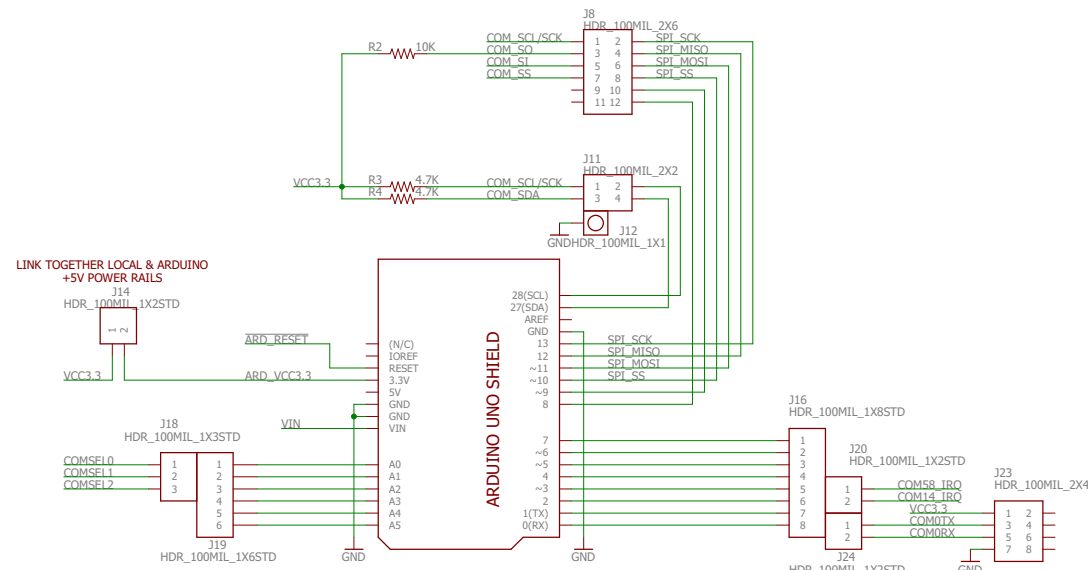 J8
HDR_100MIL_2X6
R2 10K
COM_SCL/SCK 1 2 SPI_SCK
COM_SO 3 4 SPI_MISO
COM_SI 5 6 SPI_MOSI
COM_SS 7 8 SPI_SS
9 10
11 12
J11
HDR_100MIL_2X2
VCC3.3
R3 4.7K COM_SCL/SCK 1 2
R4 4.7K COM_SDA 3 4
J12
GND HDR_100MIL_1X1
LINK TOGETHER LOCAL & ARDUINO
+5V POWER RAILS
J14
HDR_100MIL_1X2STD
1 2
VCC3.3
ARD_RESET
ARD_VCC3.3
VIN
ARDUINO UNO SHIELD
(N/C)
IOREF
RESET
3.3V
5V
GND
GND
VIN
A0
A1
A2
A3
A4
A5
28(SCL)
27(SDA)
AREF
GND
13 SPI_SCK
12 SPI_MISO
~11 SPI_MOSI
~10 SPI_SS
~9
8
7
~6
~5
4
~3
2
1(TX)
0(RX)
J18
HDR_100MIL_1X3STD
COMSEL0 1
COMSEL1 2
COMSEL2 3
1
2
3
4
5
6
J19
HDR_100MIL_1X6STD
GND
GND
J16
HDR_100MIL_1X8STD
1
2
3
4
5
6
7
8
J20
HDR_100MIL_1X2STD
1 COM58_IRQ
2 COM14_IRQ
VCC3.3
1 COM0TX
2 COM0RX
J24
HDR_100MIL_1X2STD
J23
HDR_100MIL_2X4
1 2
3 4
5 6
7 8
GND